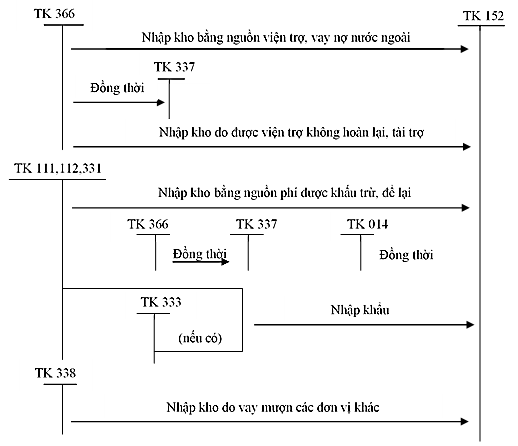 TK 366
TK 152
Nhập kho bằng nguồn viện trợ, vay nợ nước ngoài
TK 337
Đồng thời
Nhập kho do được viện trợ không hoàn lại, tài trợ
TK 111,112,331
Nhập kho bằng nguồn phí được khấu trừ, để lại
TK 366
TK 337
TK 014
Đồng thời
Đồng thời
TK 333
Nhập khẩu
(nếu có)
TK 338
Nhập kho do vay mượn các đơn vị khác